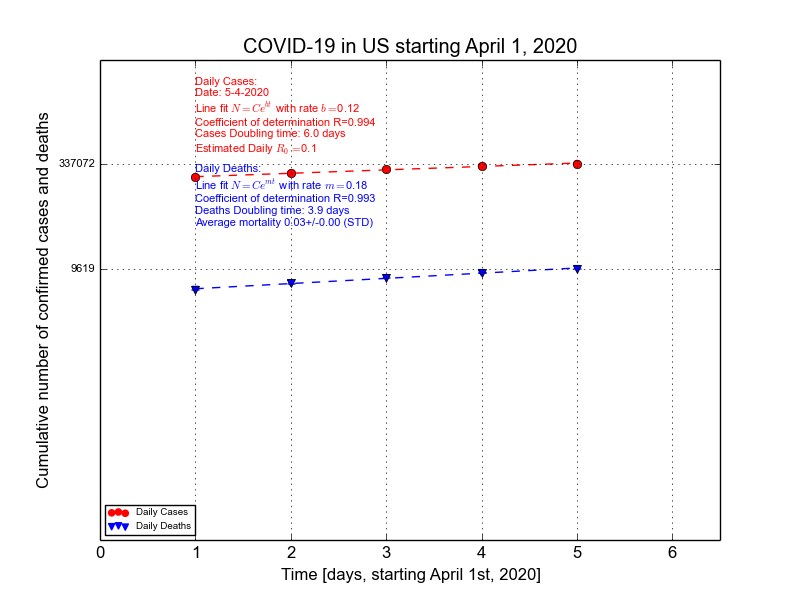 COVID-19 in US starting April 1, 2020
Daily Cases:
Date: 5-4-2020
Line fit N=Ce^{bt} with rate b=0.12
Coefficient of determination R=0.994
Cases Doubling time: 6.0 days
Estimated Daily R_0=0.1
Daily Deaths:
Line fit N=Ce^{mt} with rate m=0.18
Coefficient of determination R=0.993
Deaths Doubling time: 3.9 days
Average mortality 0.03+/-0.00 (STD)
337072
9619
Cumulative number of confirmed cases and deaths
Daily Cases
Daily Deaths
0 1 2 3 4 5 6
Time [days, starting April 1st, 2020]